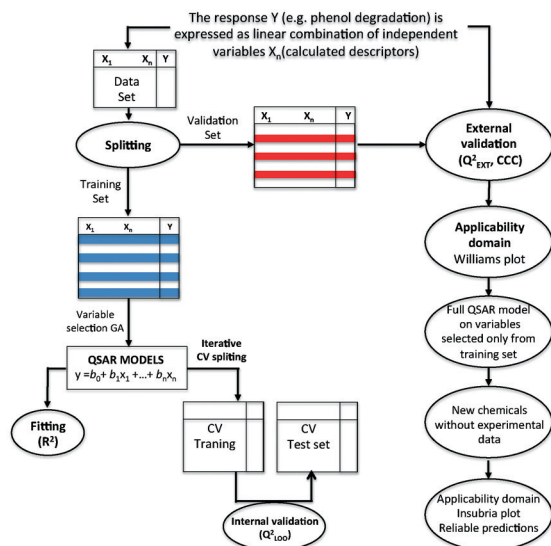 The response Y (e.g. phenol degradation) is
expressed as linear combination of independent
variables Xn(calculated descriptors)
X1 Xn Y
Data
Set
Splitting
Validation
Set
X1 Xn Y
External
validation
(Q²EXT, CCC)
Training
Set
X1 Xn Y
Applicability
domain
Williams plot
Variable
selection GA
QSAR MODELS
y =b0+ b1x1 +...+ bnxn
Iterative
CV spliting
Full QSAR model
on variables
selected only from
training set
Fitting
(R²)
CV
Traning
CV
Test set
New chemicals
without experimental
data
Internal validation
(Q²LOO)
Applicability domain
Insubria plot
Reliable predictions